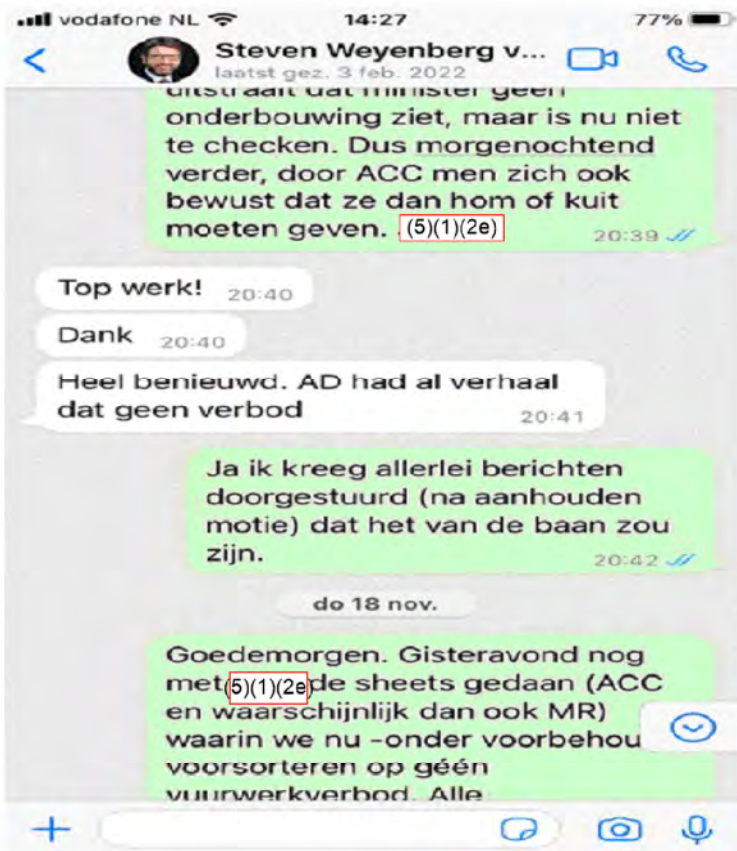 vodafone NL 14:27 77%
Steven Weyenberg v...
laatst gez. 3 feb. 2022
uitstraalt dat minister geen
onderbouwing ziet, maar is nu niet
te checken. Dus morgenochtend
verder, door ACC men zich ook
bewust dat ze dan hom of kuit
moeten geven. (5)(1)(2e) 20:39
Top werk! 20:40
Dank 20:40
Heel benieuwd. AD had al verhaal
dat geen verbod 20:41
Ja ik kreeg allerlei berichten
doorgestuurd (na aanhouden
motie) dat het van de baan zou
zijn. 20:42
do 18 nov.
Goedemorgen. Gisteravond nog
met (5)(1)(2e) de sheets gedaan (ACC
en waarschijnlijk dan ook MR)
waarin we nu -onder voorbehou
voorsorteren op géén
vuurwerkverbod. Alle